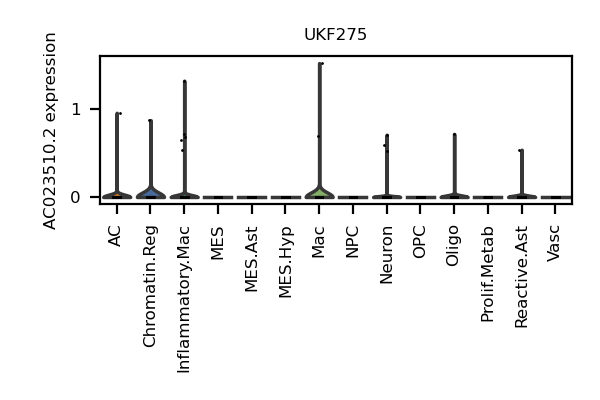 UKF275
AC023510.2 expression
1
0
AC
Chromatin.Reg
Inflammatory.Mac
MES
MES.Ast
MES.Hyp
Mac
NPC
Neuron
OPC
Oligo
Prolif.Metab
Reactive.Ast
Vasc